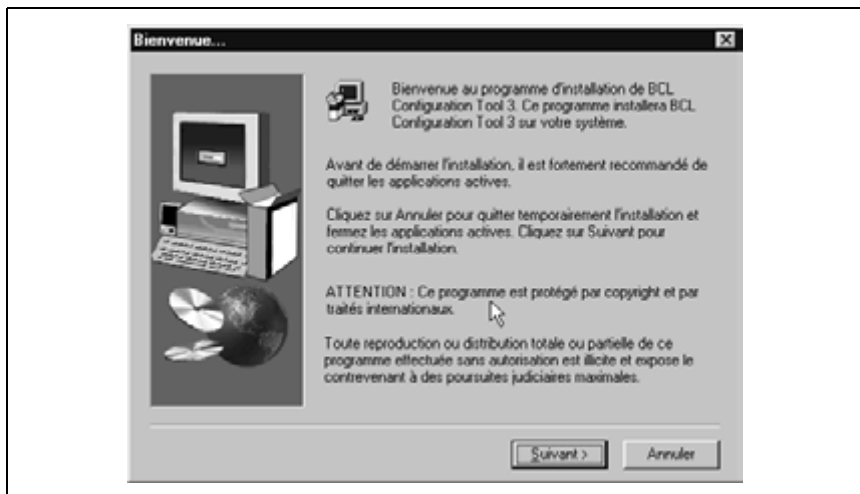 Bienvenue...
Bienvenue au programme d'installation de BCL
Configuration Tool 3. Ce programme installera BCL
Configuration Tool 3 sur votre système.
Avant de démarrer l'installation, il est fortement recommandé de
quitter les applications actives.
Cliquez sur Annuler pour quitter temporairement l'installation et
fermez les applications actives. Cliquez sur Suivant pour
continuer l'installation.
ATTENTION : Ce programme est protégé par copyright et par
traités internationaux.
Toute reproduction ou distribution totale ou partielle de ce
programme effectuée sans autorisation est illicite et expose le
contrevenant à des poursuites judiciaires maximales.
Suivant >
Annuler